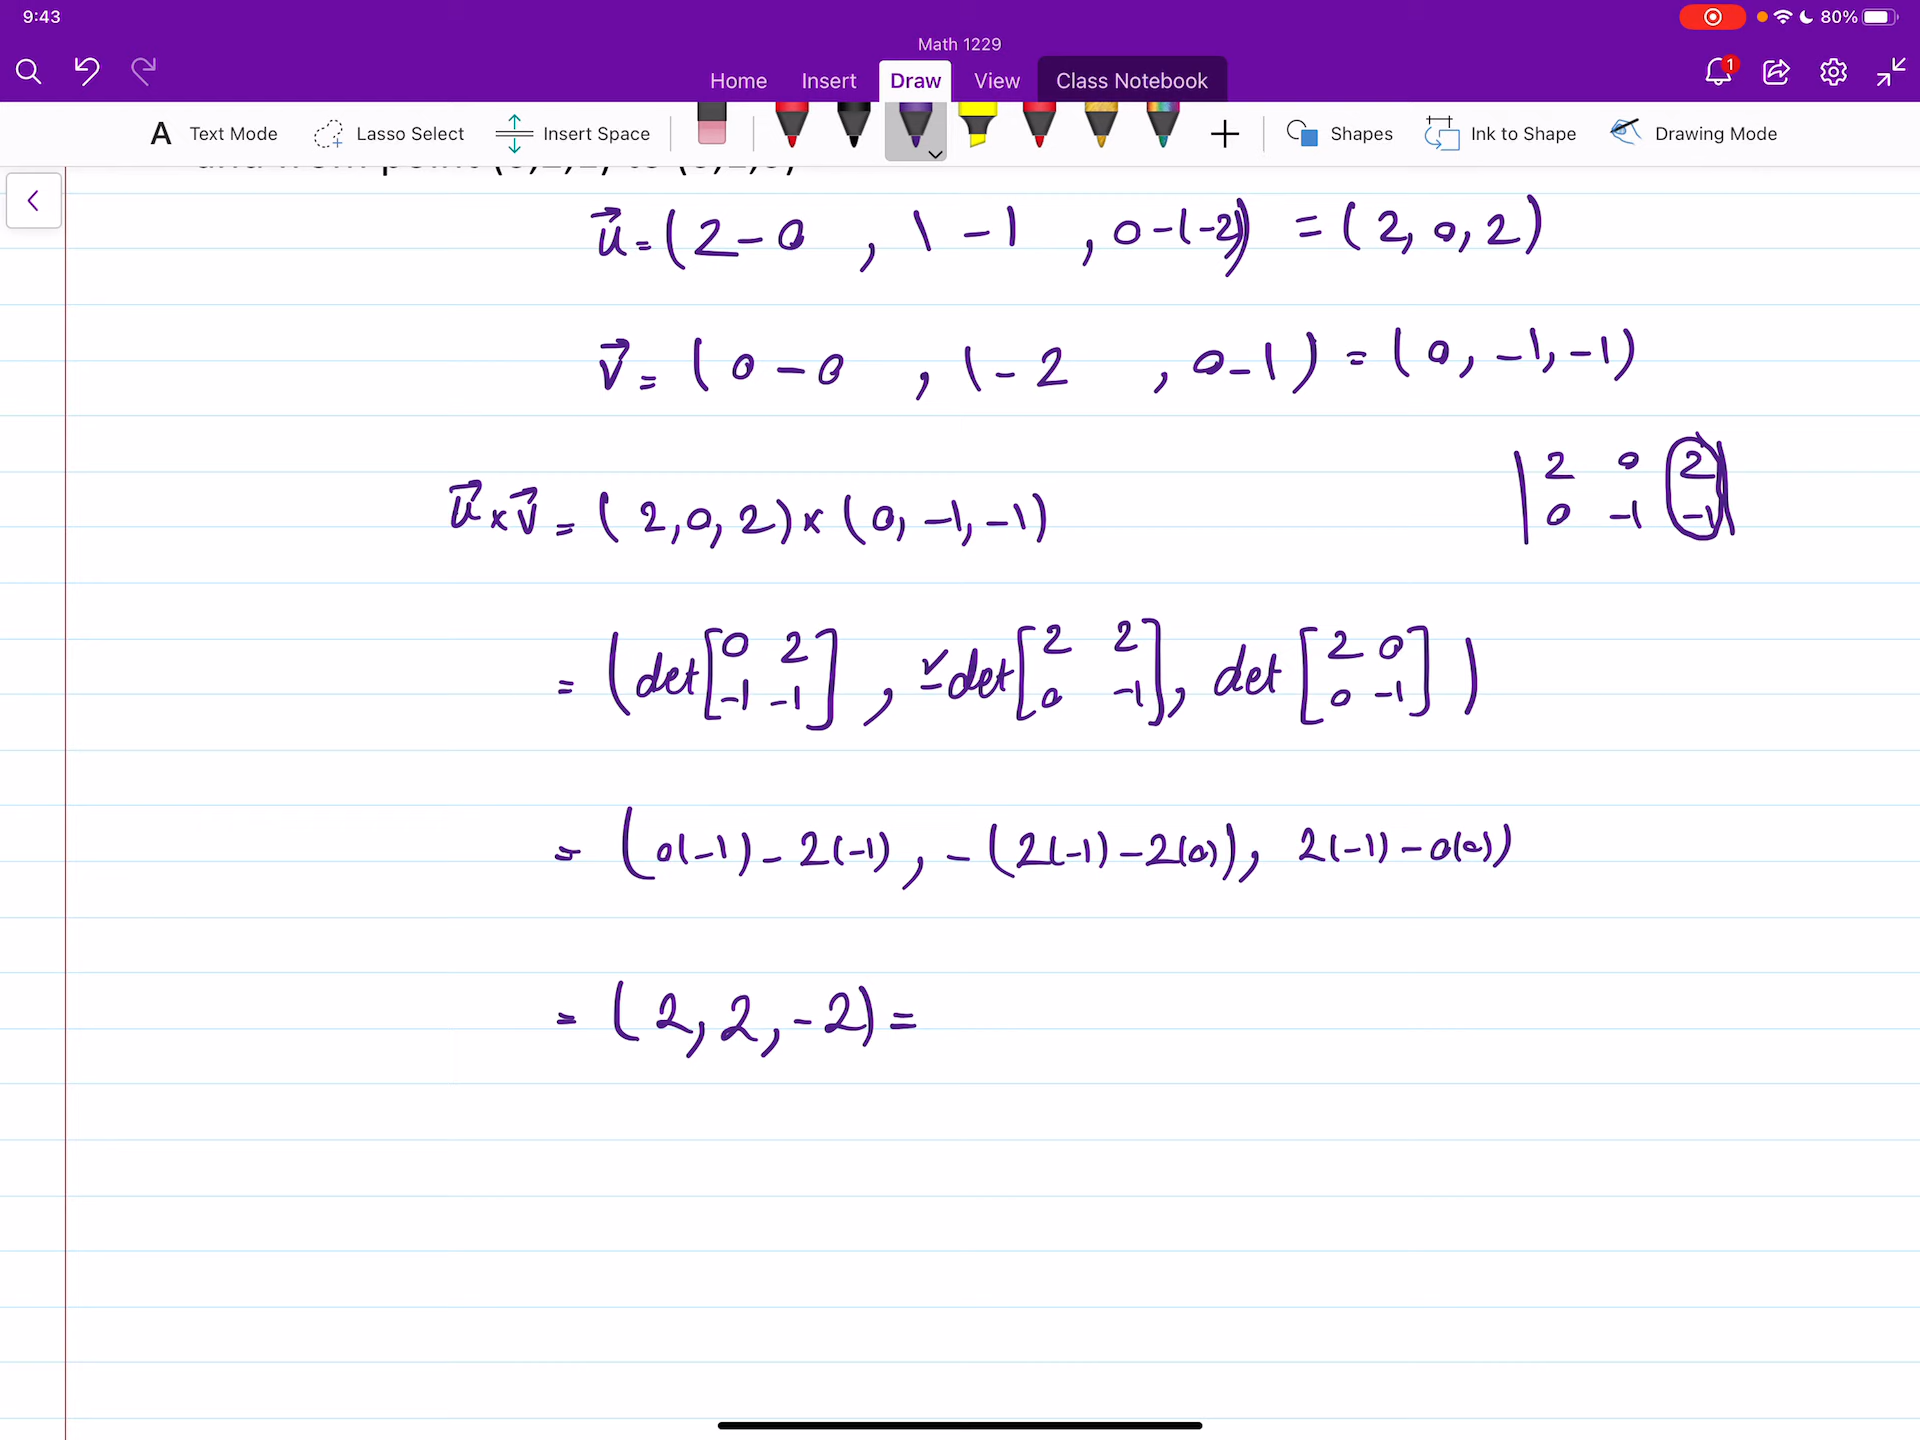 9:43
80%
Math 1229
Home Insert Draw View Class Notebook
1
A Text Mode Lasso Select Insert Space Shapes Ink to Shape Drawing Mode
u⃗ = (2-0 , 1-1 , 0-(-2)) = (2, 0, 2)
v⃗ = (0-0 , 1-2 , 0-1) = (0, -1, -1)
| 2 0 2 |
| 0 -1 -1 |
u⃗ × v⃗ = (2, 0, 2) × (0, -1, -1)
= (det [0 2; -1 -1] , -det [2 2; 0 -1], det [2 0; 0 -1])
= (0(-1) - 2(-1), -(2(-1) - 2(0)), 2(-1) - 0(0))
= (2, 2, -2) =